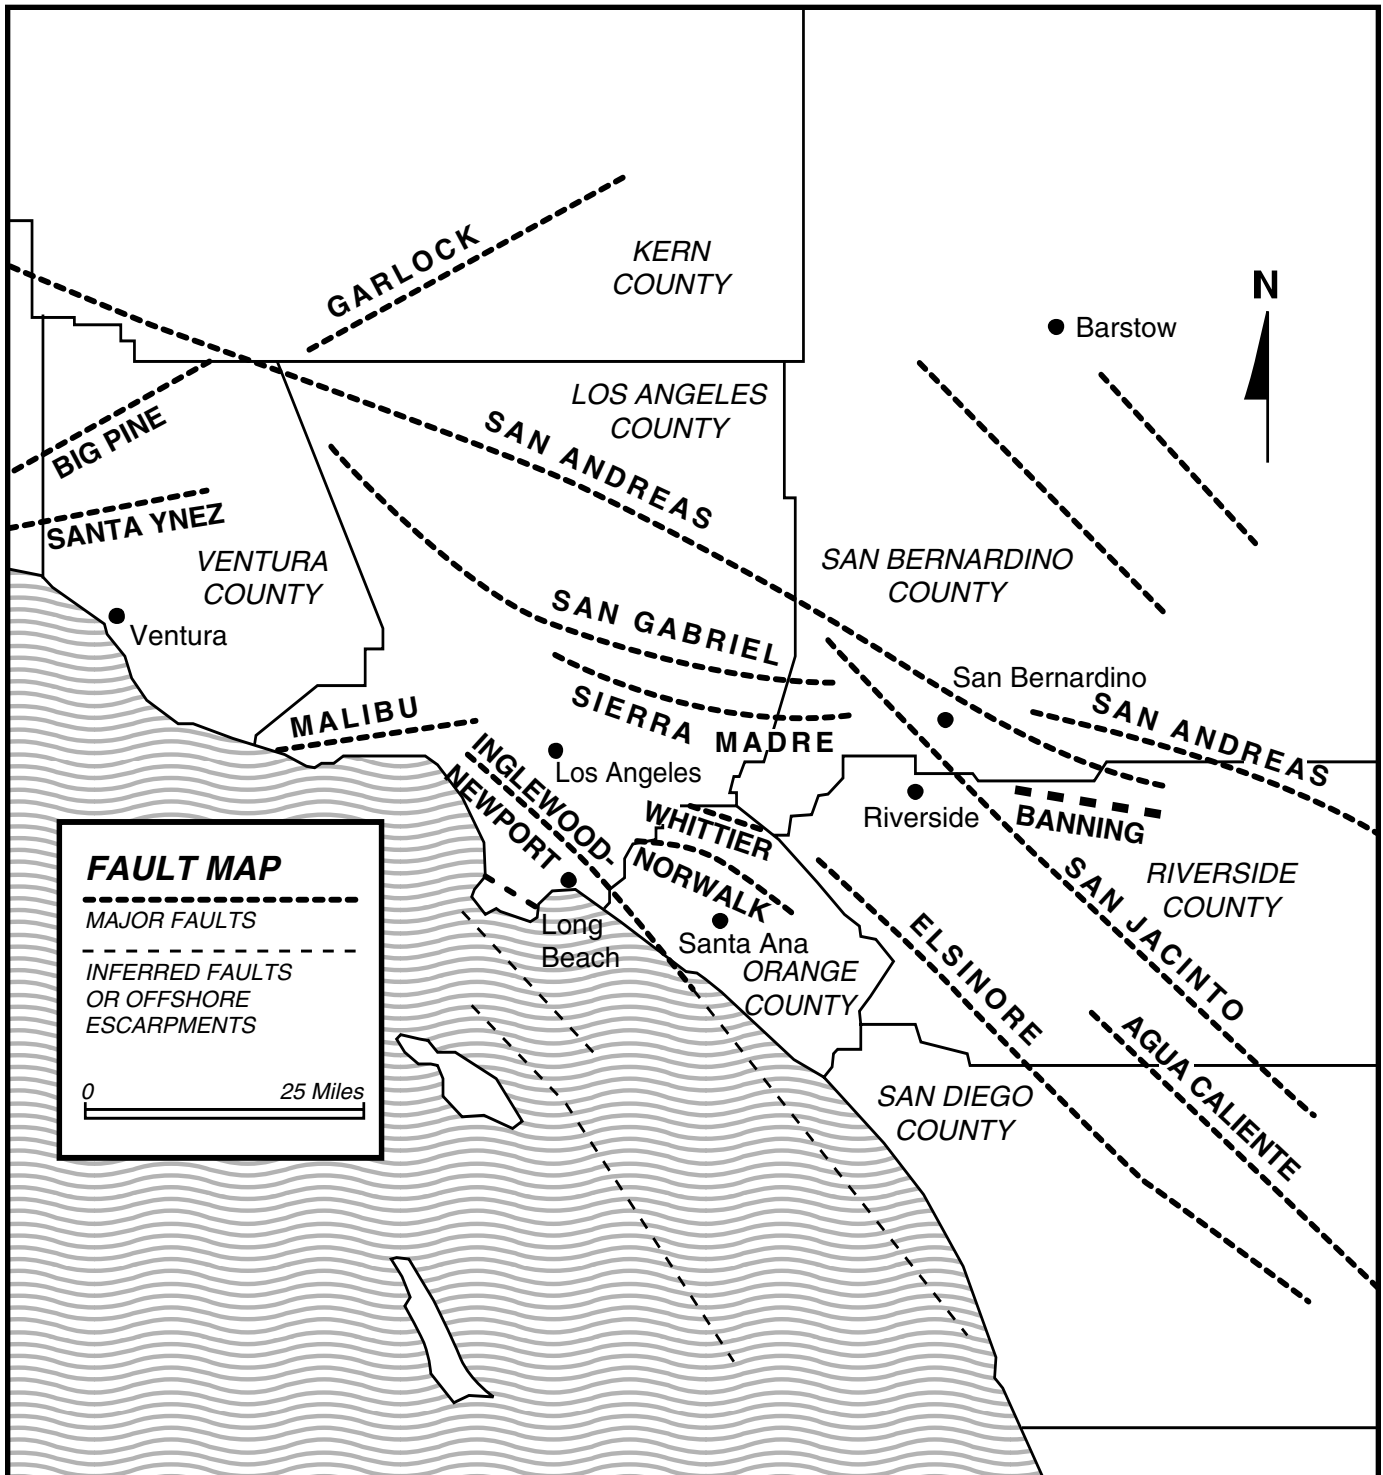 GARLOCK
KERN
COUNTY
N
Barstow
LOS ANGELES
COUNTY
BIG PINE
SAN ANDREAS
SANTA YNEZ
VENTURA
COUNTY
SAN BERNARDINO
COUNTY
SAN GABRIEL
Ventura
San Bernardino
SIERRA MADRE
SAN ANDREAS
MALIBU
INGLEWOOD-
NEWPORT
Los Angeles
WHITTIER
Riverside
BANNING
NORWALK
SAN JACINTO
RIVERSIDE
COUNTY
Long
Beach
Santa Ana
ORANGE
COUNTY
ELSINORE
AGUA CALIENTE
SAN DIEGO
COUNTY
FAULT MAP
MAJOR FAULTS
INFERRED FAULTS
OR OFFSHORE
ESCARPMENTS
0 25 Miles